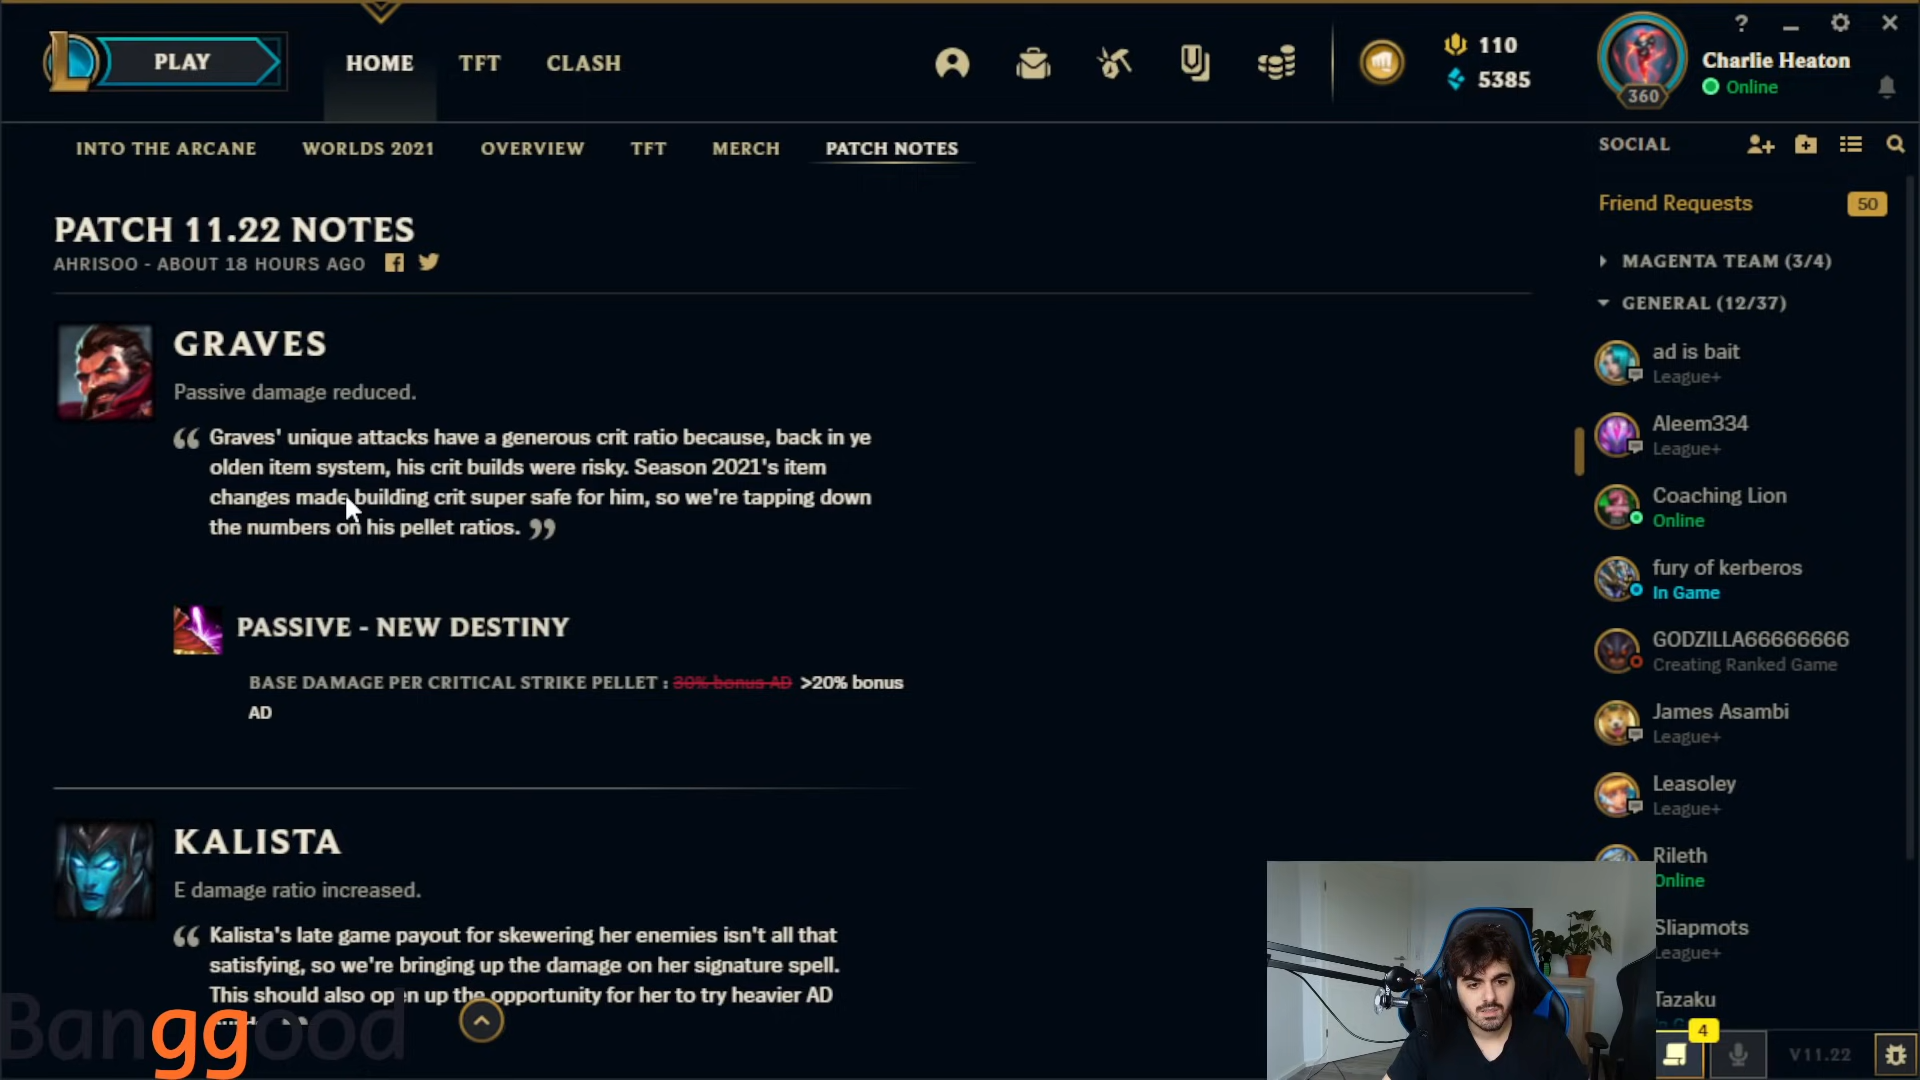 PLAY
HOME
TFT
CLASH
110
5385
360
Charlie Heaton
Online
INTO THE ARCANE
WORLDS 2021
OVERVIEW
TFT
MERCH
PATCH NOTES
SOCIAL
PATCH 11.22 NOTES
AHRISOO - ABOUT 18 HOURS AGO
GRAVES
Passive damage reduced.
Graves' unique attacks have a generous crit ratio because, back in ye
olden item system, his crit builds were risky. Season 2021's item
changes made building crit super safe for him, so we're tapping down
the numbers on his pellet ratios.
PASSIVE - NEW DESTINY
BASE DAMAGE PER CRITICAL STRIKE PELLET : 30% bonus AD >20% bonus
AD
KALISTA
E damage ratio increased.
Kalista's late game payout for skewering her enemies isn't all that
satisfying, so we're bringing up the damage on her signature spell.
This should also open up the opportunity for her to try heavier AD
Banggood
Friend Requests
50
MAGENTA TEAM (3/4)
GENERAL (12/37)
ad is bait
League+
Aleem334
League+
Coaching Lion
Online
fury of kerberos
In Game
GODZILLA66666666
Creating Ranked Game
James Asambi
League+
Leasoley
League+
Rileth
Online
Sliapmots
League+
Tazaku
4
V11.22